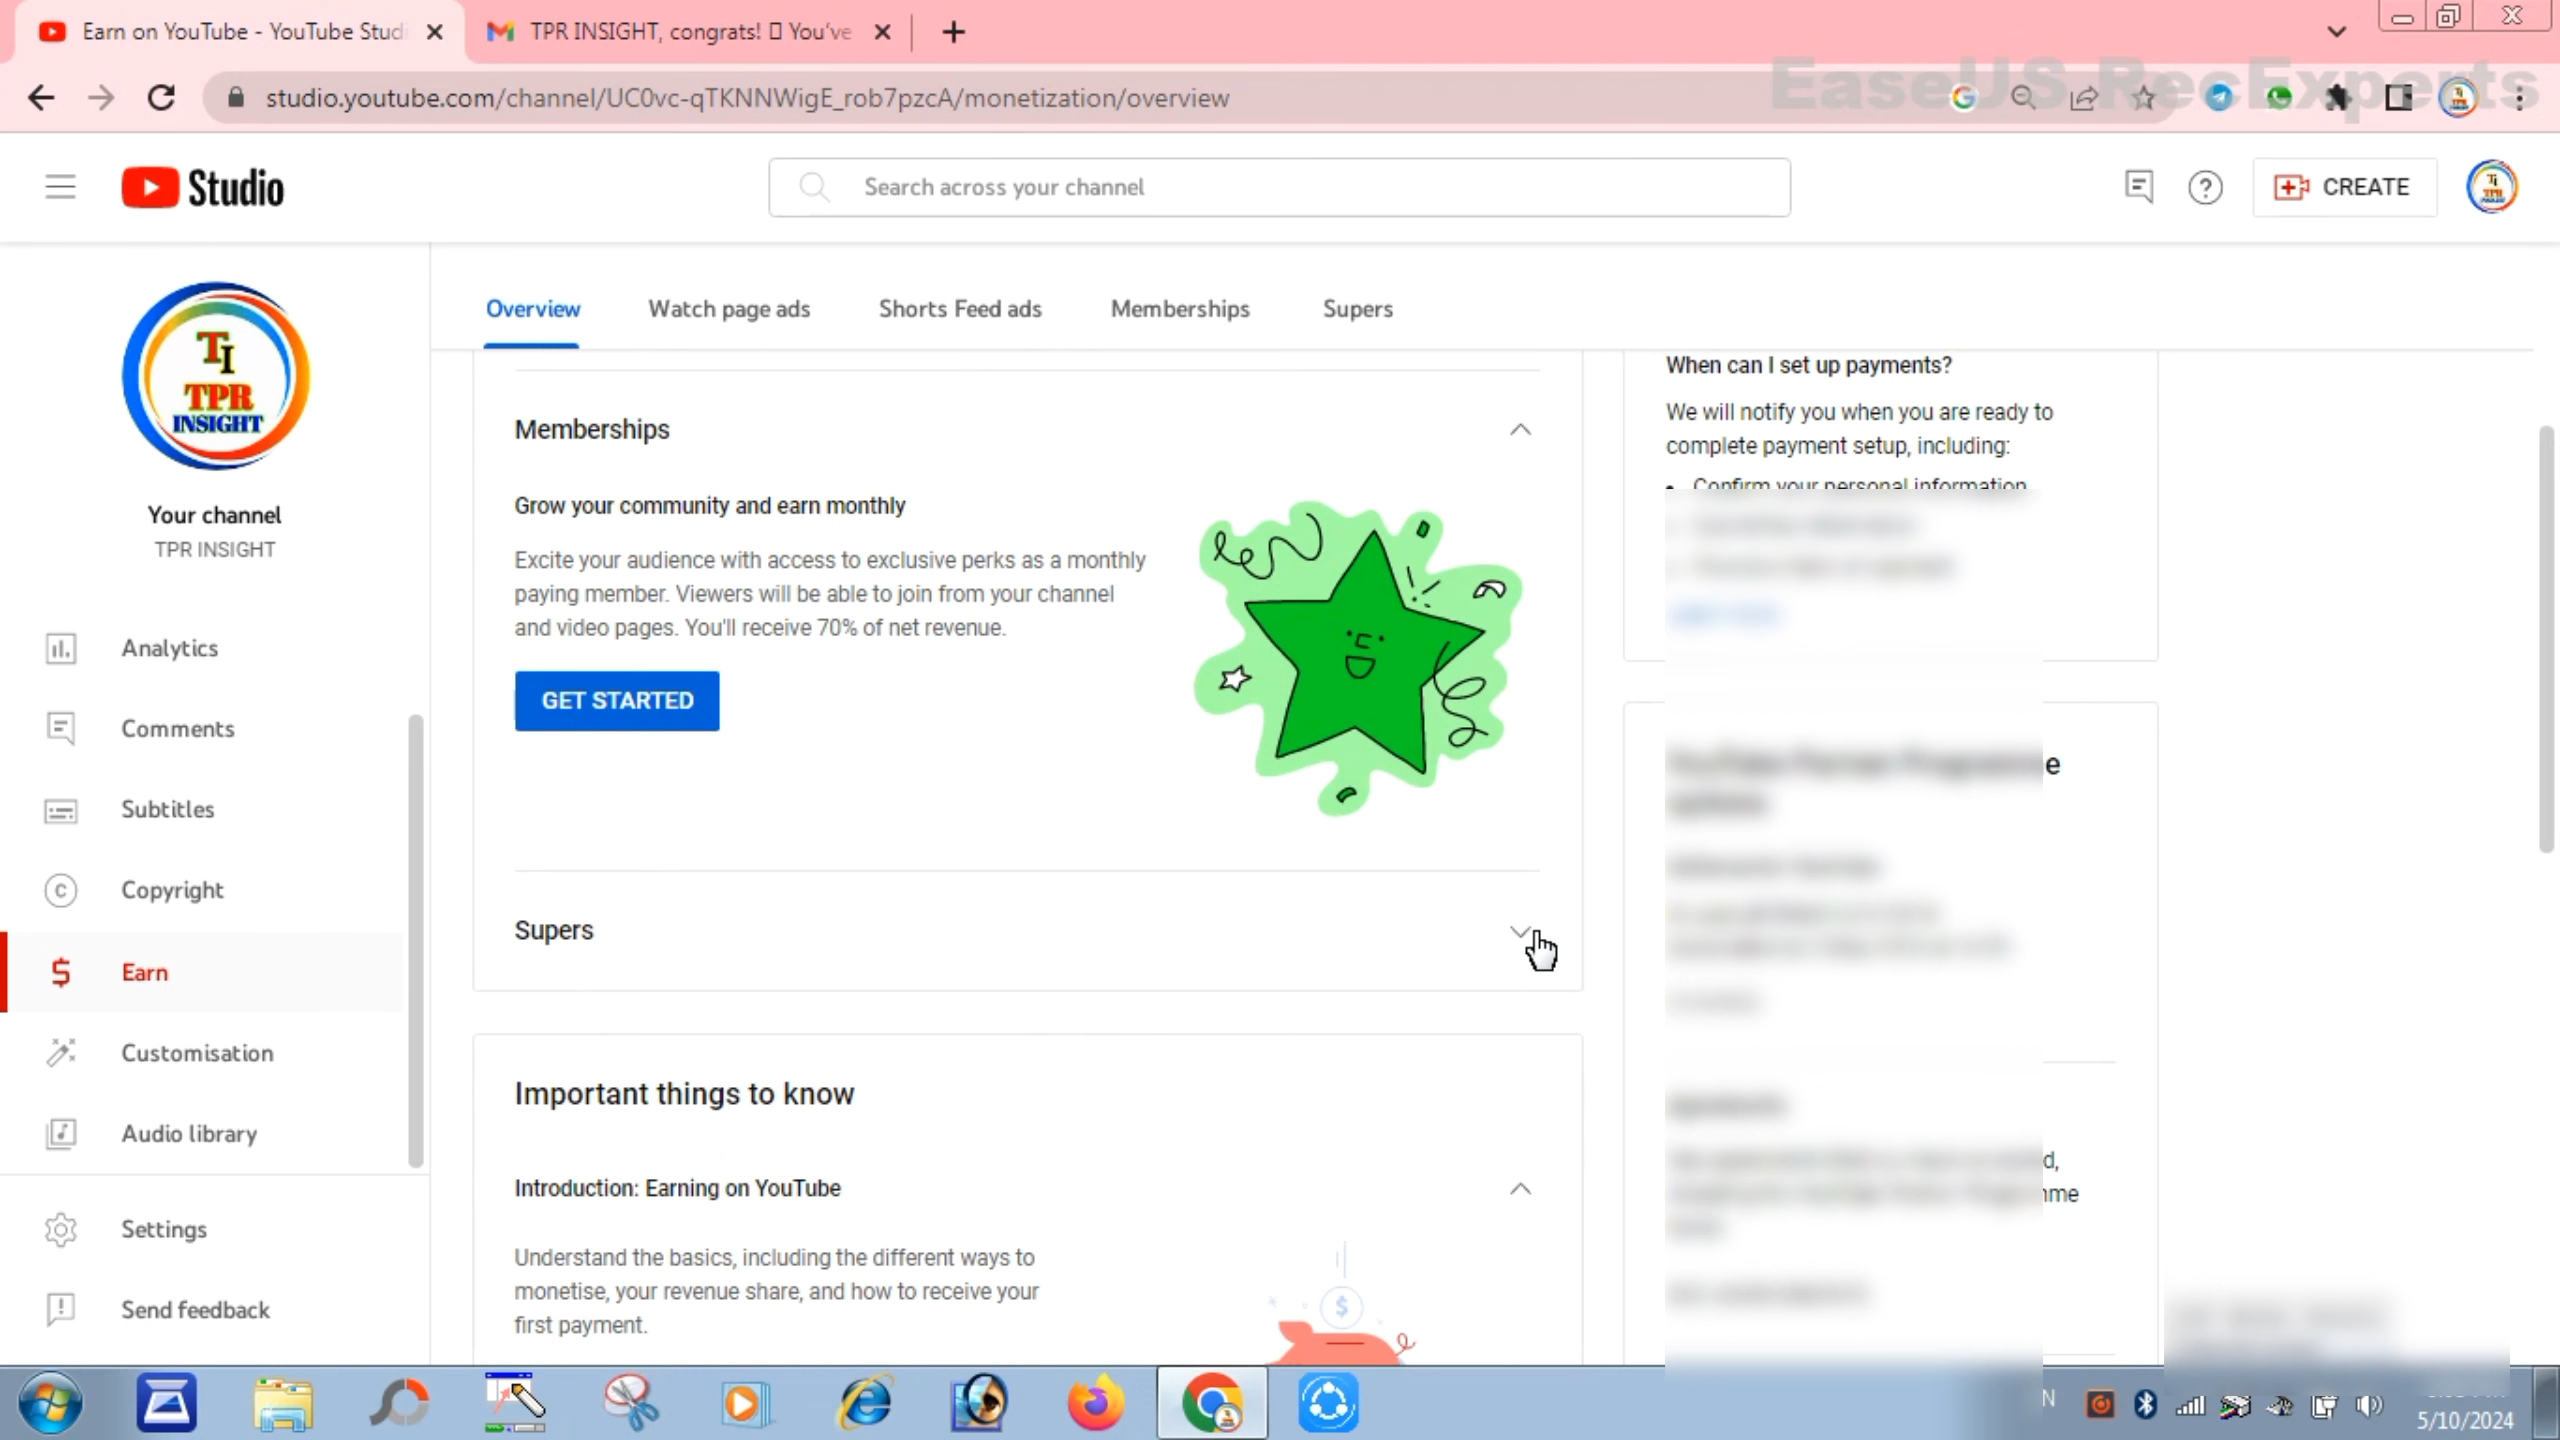 Earn on YouTube - YouTube Studi
TPR INSIGHT, congrats! You've
studio.youtube.com/channel/UC0vc-qTKNNWigE_rob7pzcA/monetization/overview
EaseUS RecExperts
Studio
Search across your channel
CREATE
TI
TPR
INSIGHT
Your channel
TPR INSIGHT
Analytics
Comments
Subtitles
Copyright
Earn
Customisation
Audio library
Settings
Send feedback
Overview
Watch page ads
Shorts Feed ads
Memberships
Supers
Memberships
Grow your community and earn monthly
Excite your audience with access to exclusive perks as a monthly
paying member. Viewers will be able to join from your channel
and video pages. You'll receive 70% of net revenue.
GET STARTED
Supers
Important things to know
Introduction: Earning on YouTube
Understand the basics, including the different ways to
monetise, your revenue share, and how to receive your
first payment.
When can I set up payments?
We will notify you when you are ready to
complete payment setup, including:
• Confirm your personal information
5/10/2024